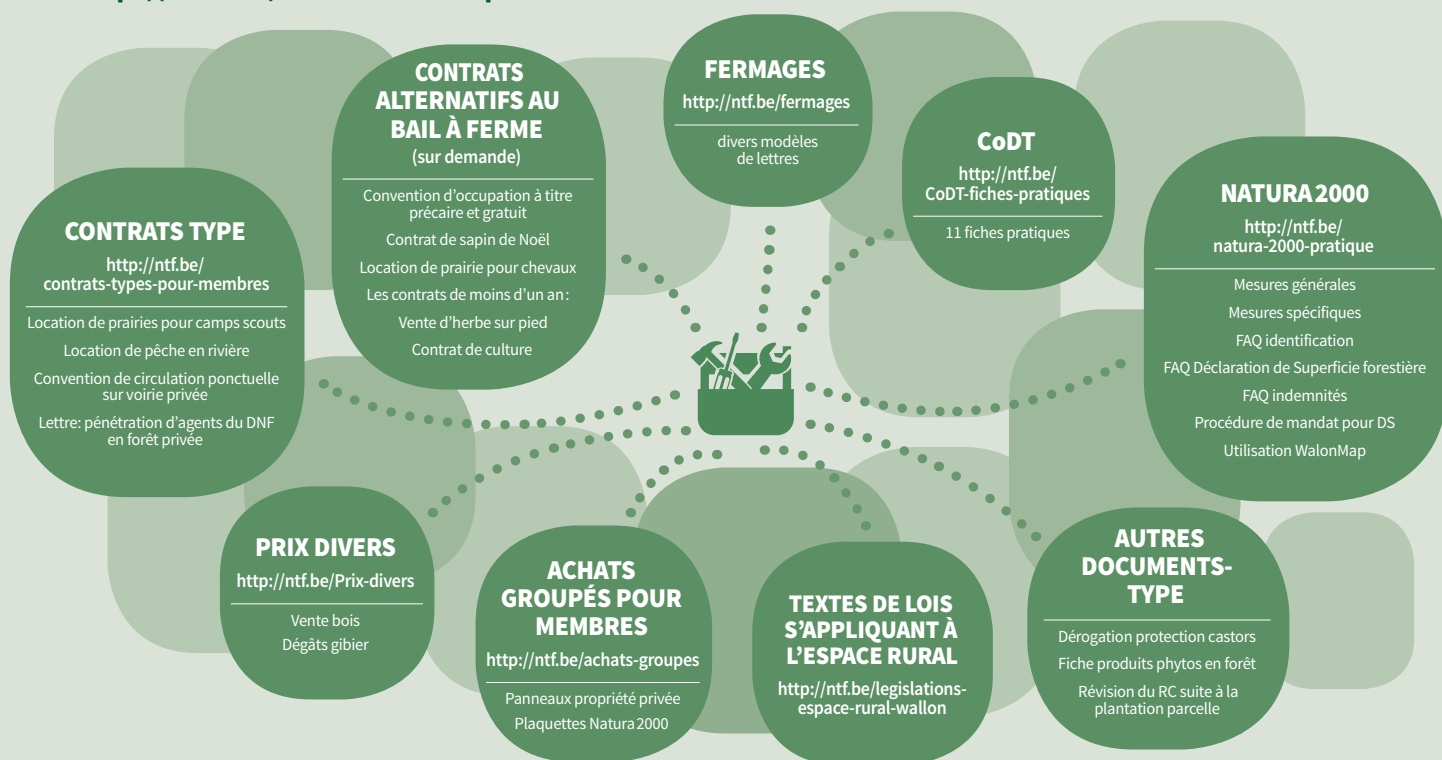 CONTRATS
ALTERNATIFS AU
BAIL À FERME
(sur demande)
Convention d’occupation à titre
précaire et gratuit
Contrat de sapin de Noël
Location de prairie pour chevaux
Les contrats de moins d’un an :
Vente d’herbe sur pied
Contrat de culture
FERMAGES
http://ntf.be/fermages
divers modèles
de lettres
CoDT
http://ntf.be/
CoDT-fiches-pratiques
11 fiches pratiques
NATURA 2000
http://ntf.be/
natura-2000-pratique
Mesures générales
Mesures spécifiques
FAQ identification
FAQ Déclaration de Superficie forestière
FAQ indemnités
Procédure de mandat pour DS
Utilisation WalonMap
CONTRATS TYPE
http://ntf.be/
contrats-types-pour-membres
Location de prairies pour camps scouts
Location de pêche en rivière
Convention de circulation ponctuelle
sur voirie privée
Lettre: pénétration d’agents du DNF
en forêt privée
PRIX DIVERS
http://ntf.be/Prix-divers
Vente bois
Dégâts gibier
ACHATS
GROUPÉS POUR
MEMBRES
http://ntf.be/achats-groupes
Panneaux propriété privée
Plaquettes Natura 2000
TEXTES DE LOIS
S’APPLIQUANT À
L’ESPACE RURAL
http://ntf.be/legislations-
espace-rural-wallon
AUTRES
DOCUMENTS-
TYPE
Dérogation protection castors
Fiche produits phytos en forêt
Révision du RC suite à la
plantation parcelle